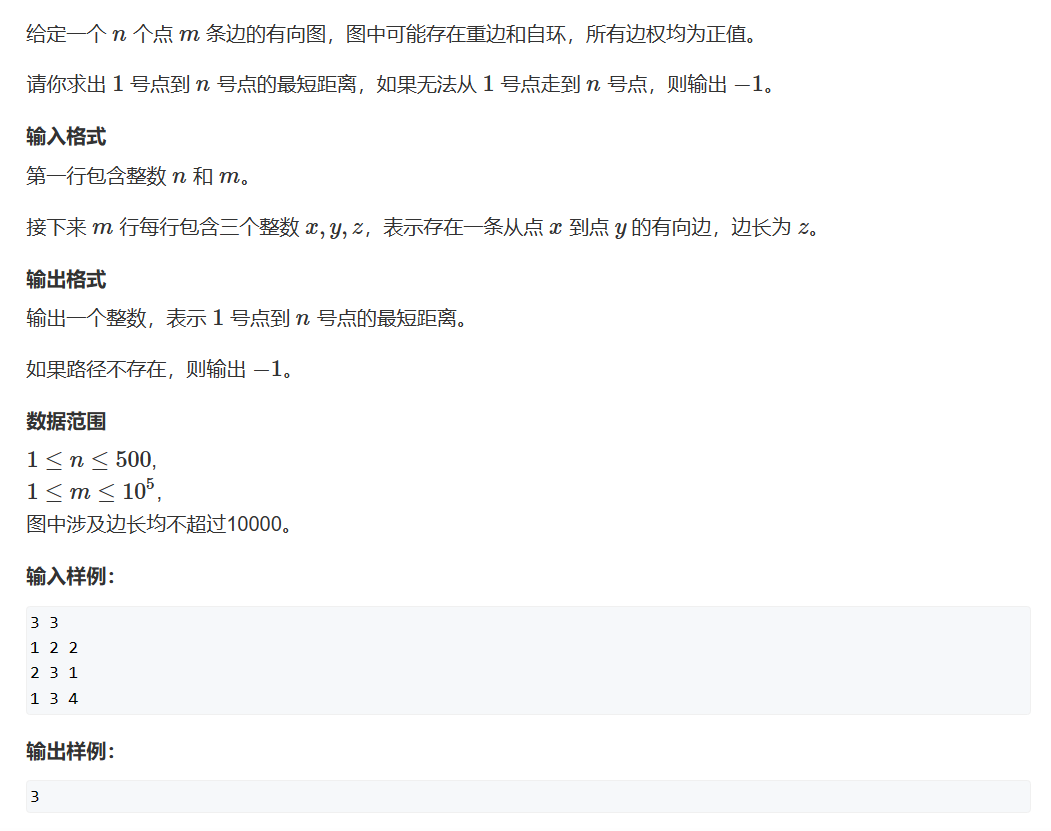 给定一个 n 个点 m 条边的有向图，图中可能存在重边和自环，所有边权均为正值。
请你求出 1 号点到 n 号点的最短距离，如果无法从 1 号点走到 n 号点，则输出 −1。
输入格式
第一行包含整数 n 和 m。
接下来 m 行每行包含三个整数 x, y, z，表示存在一条从点 x 到点 y 的有向边，边长为 z。
输出格式
输出一个整数，表示 1 号点到 n 号点的最短距离。
如果路径不存在，则输出 −1。
数据范围
1 ≤ n ≤ 500,
1 ≤ m ≤ 10⁵,
图中涉及边长均不超过10000。
输入样例：
3 3
1 2 2
2 3 1
1 3 4
输出样例：
3